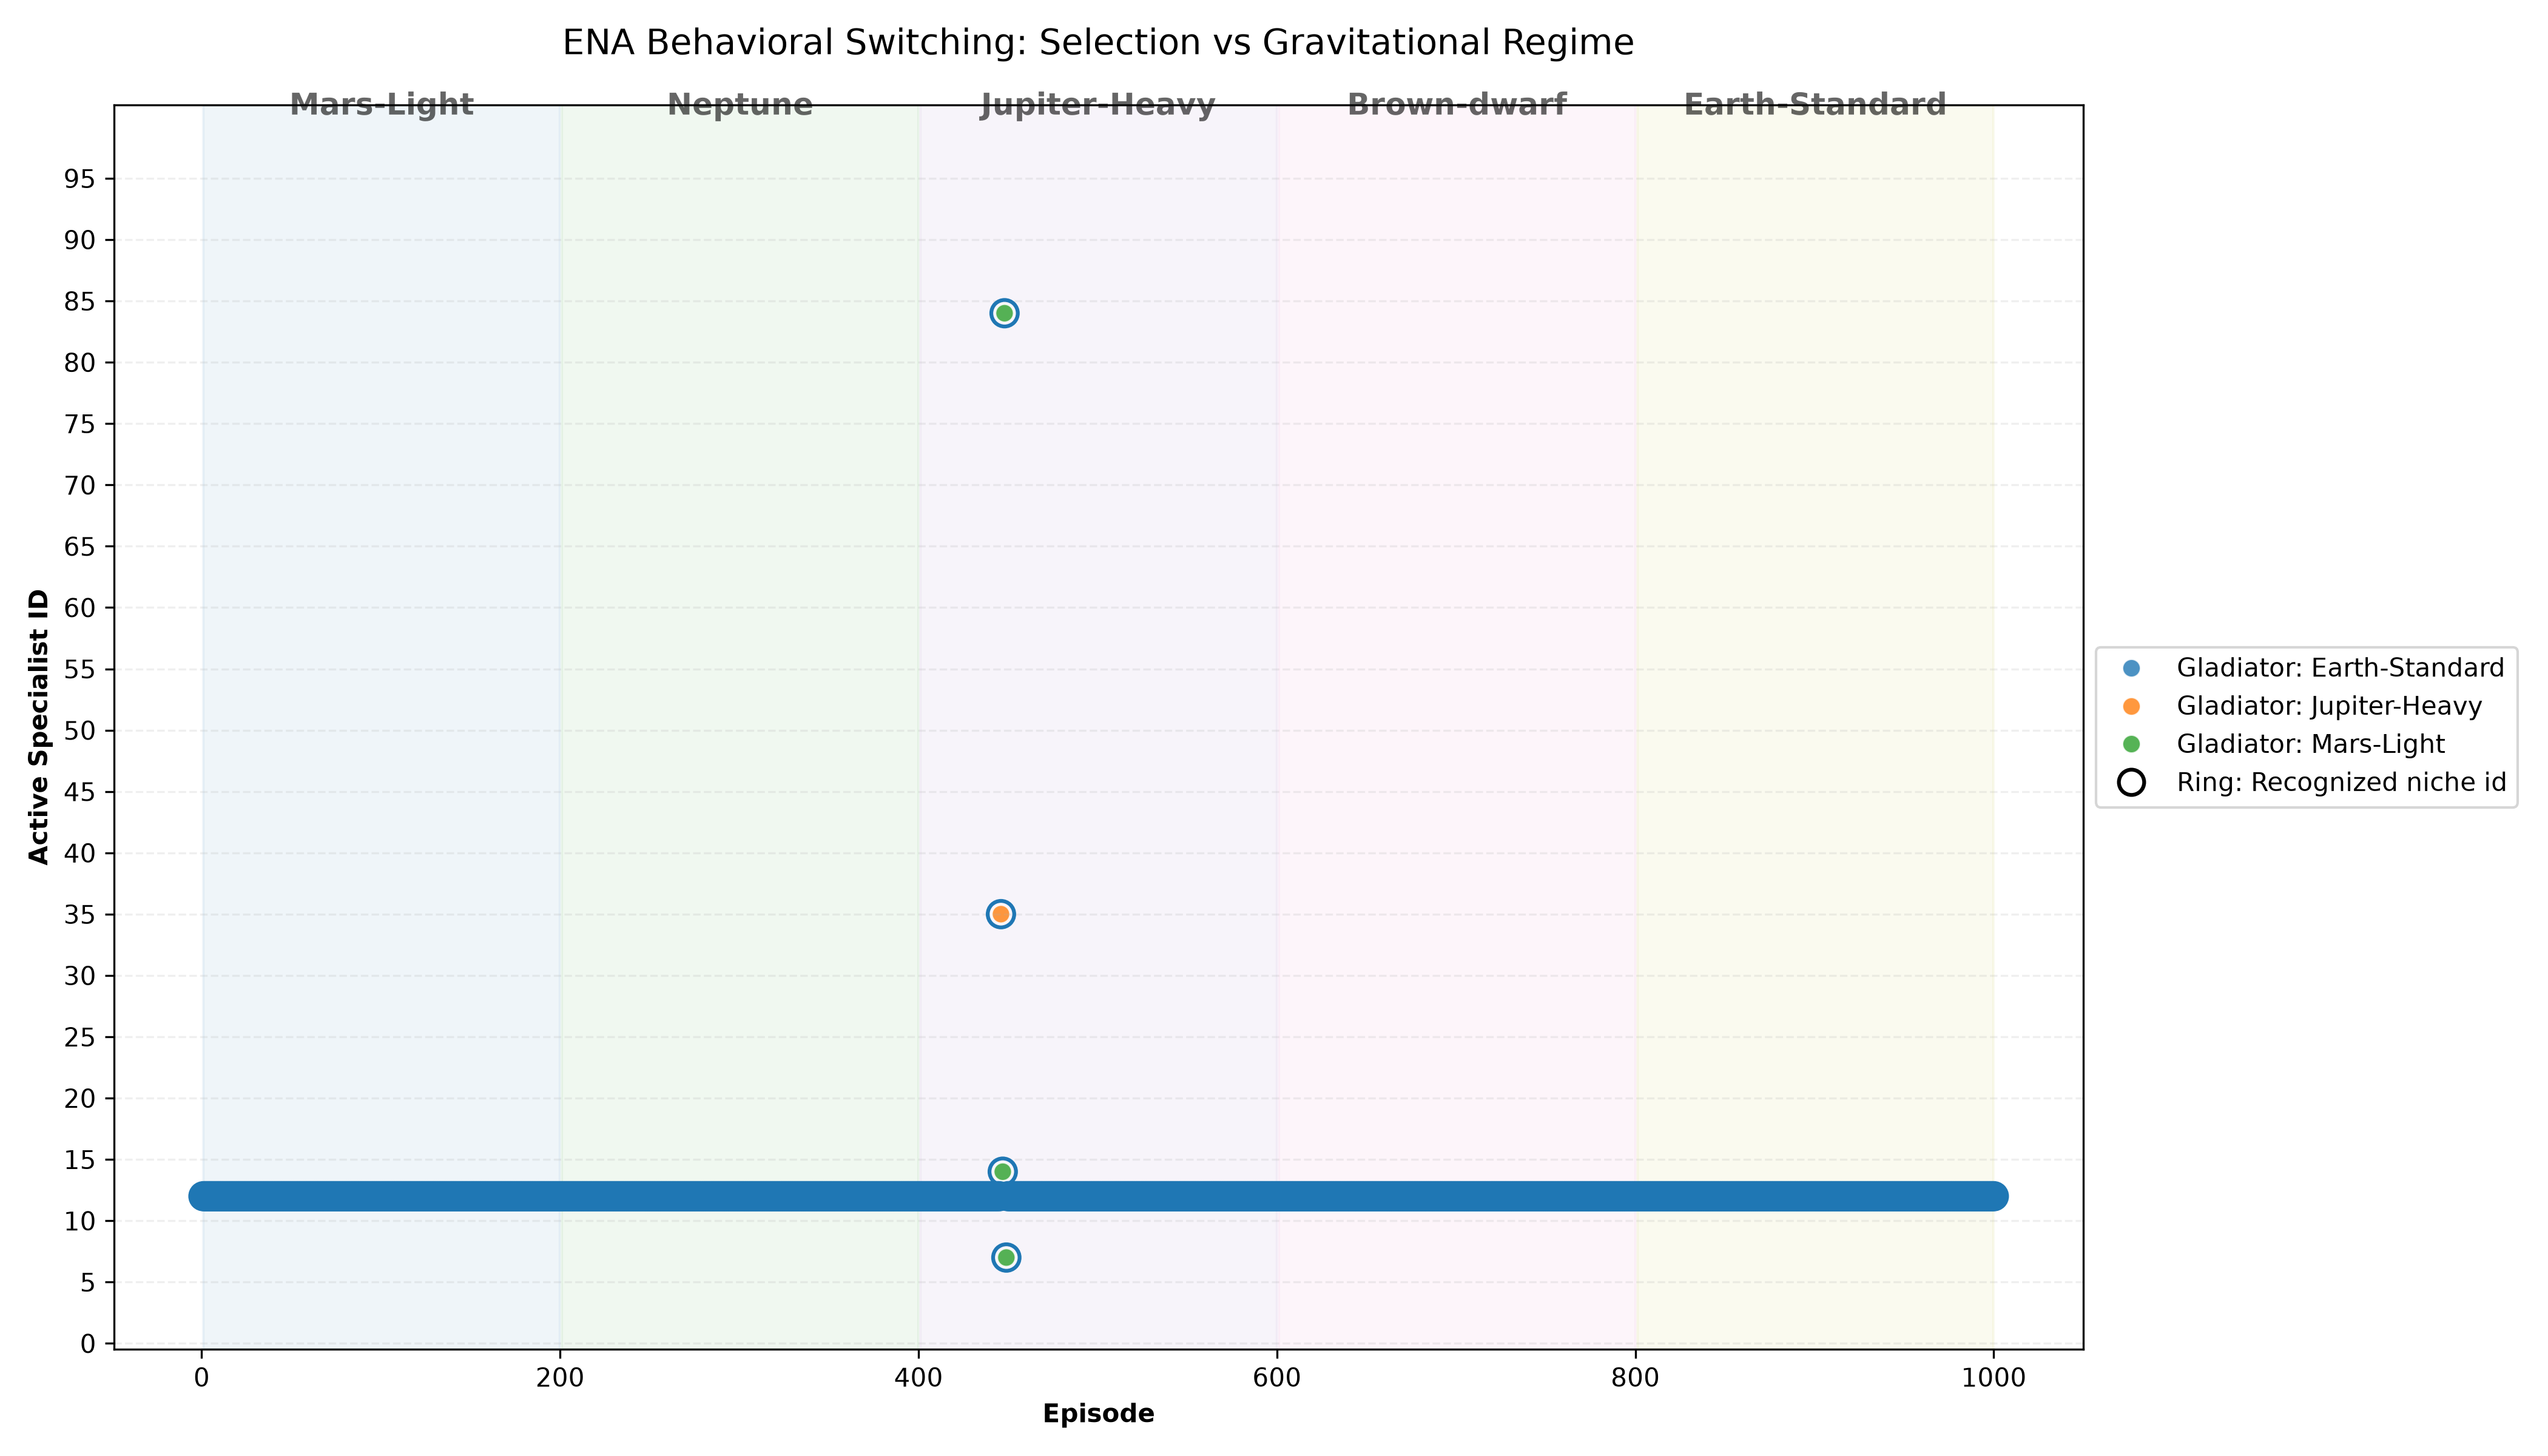 ENA Behavioral Switching: Selection vs Gravitational Regime
Mars-Light
Neptune
Jupiter-Heavy
Brown-dwarf
Earth-Standard
95
90
85
80
75
70
65
60
55
50
45
40
35
30
25
20
15
10
5
0
Active Specialist ID
0
200
400
600
800
1000
Episode
Gladiator: Earth-Standard
Gladiator: Jupiter-Heavy
Gladiator: Mars-Light
Ring: Recognized niche id